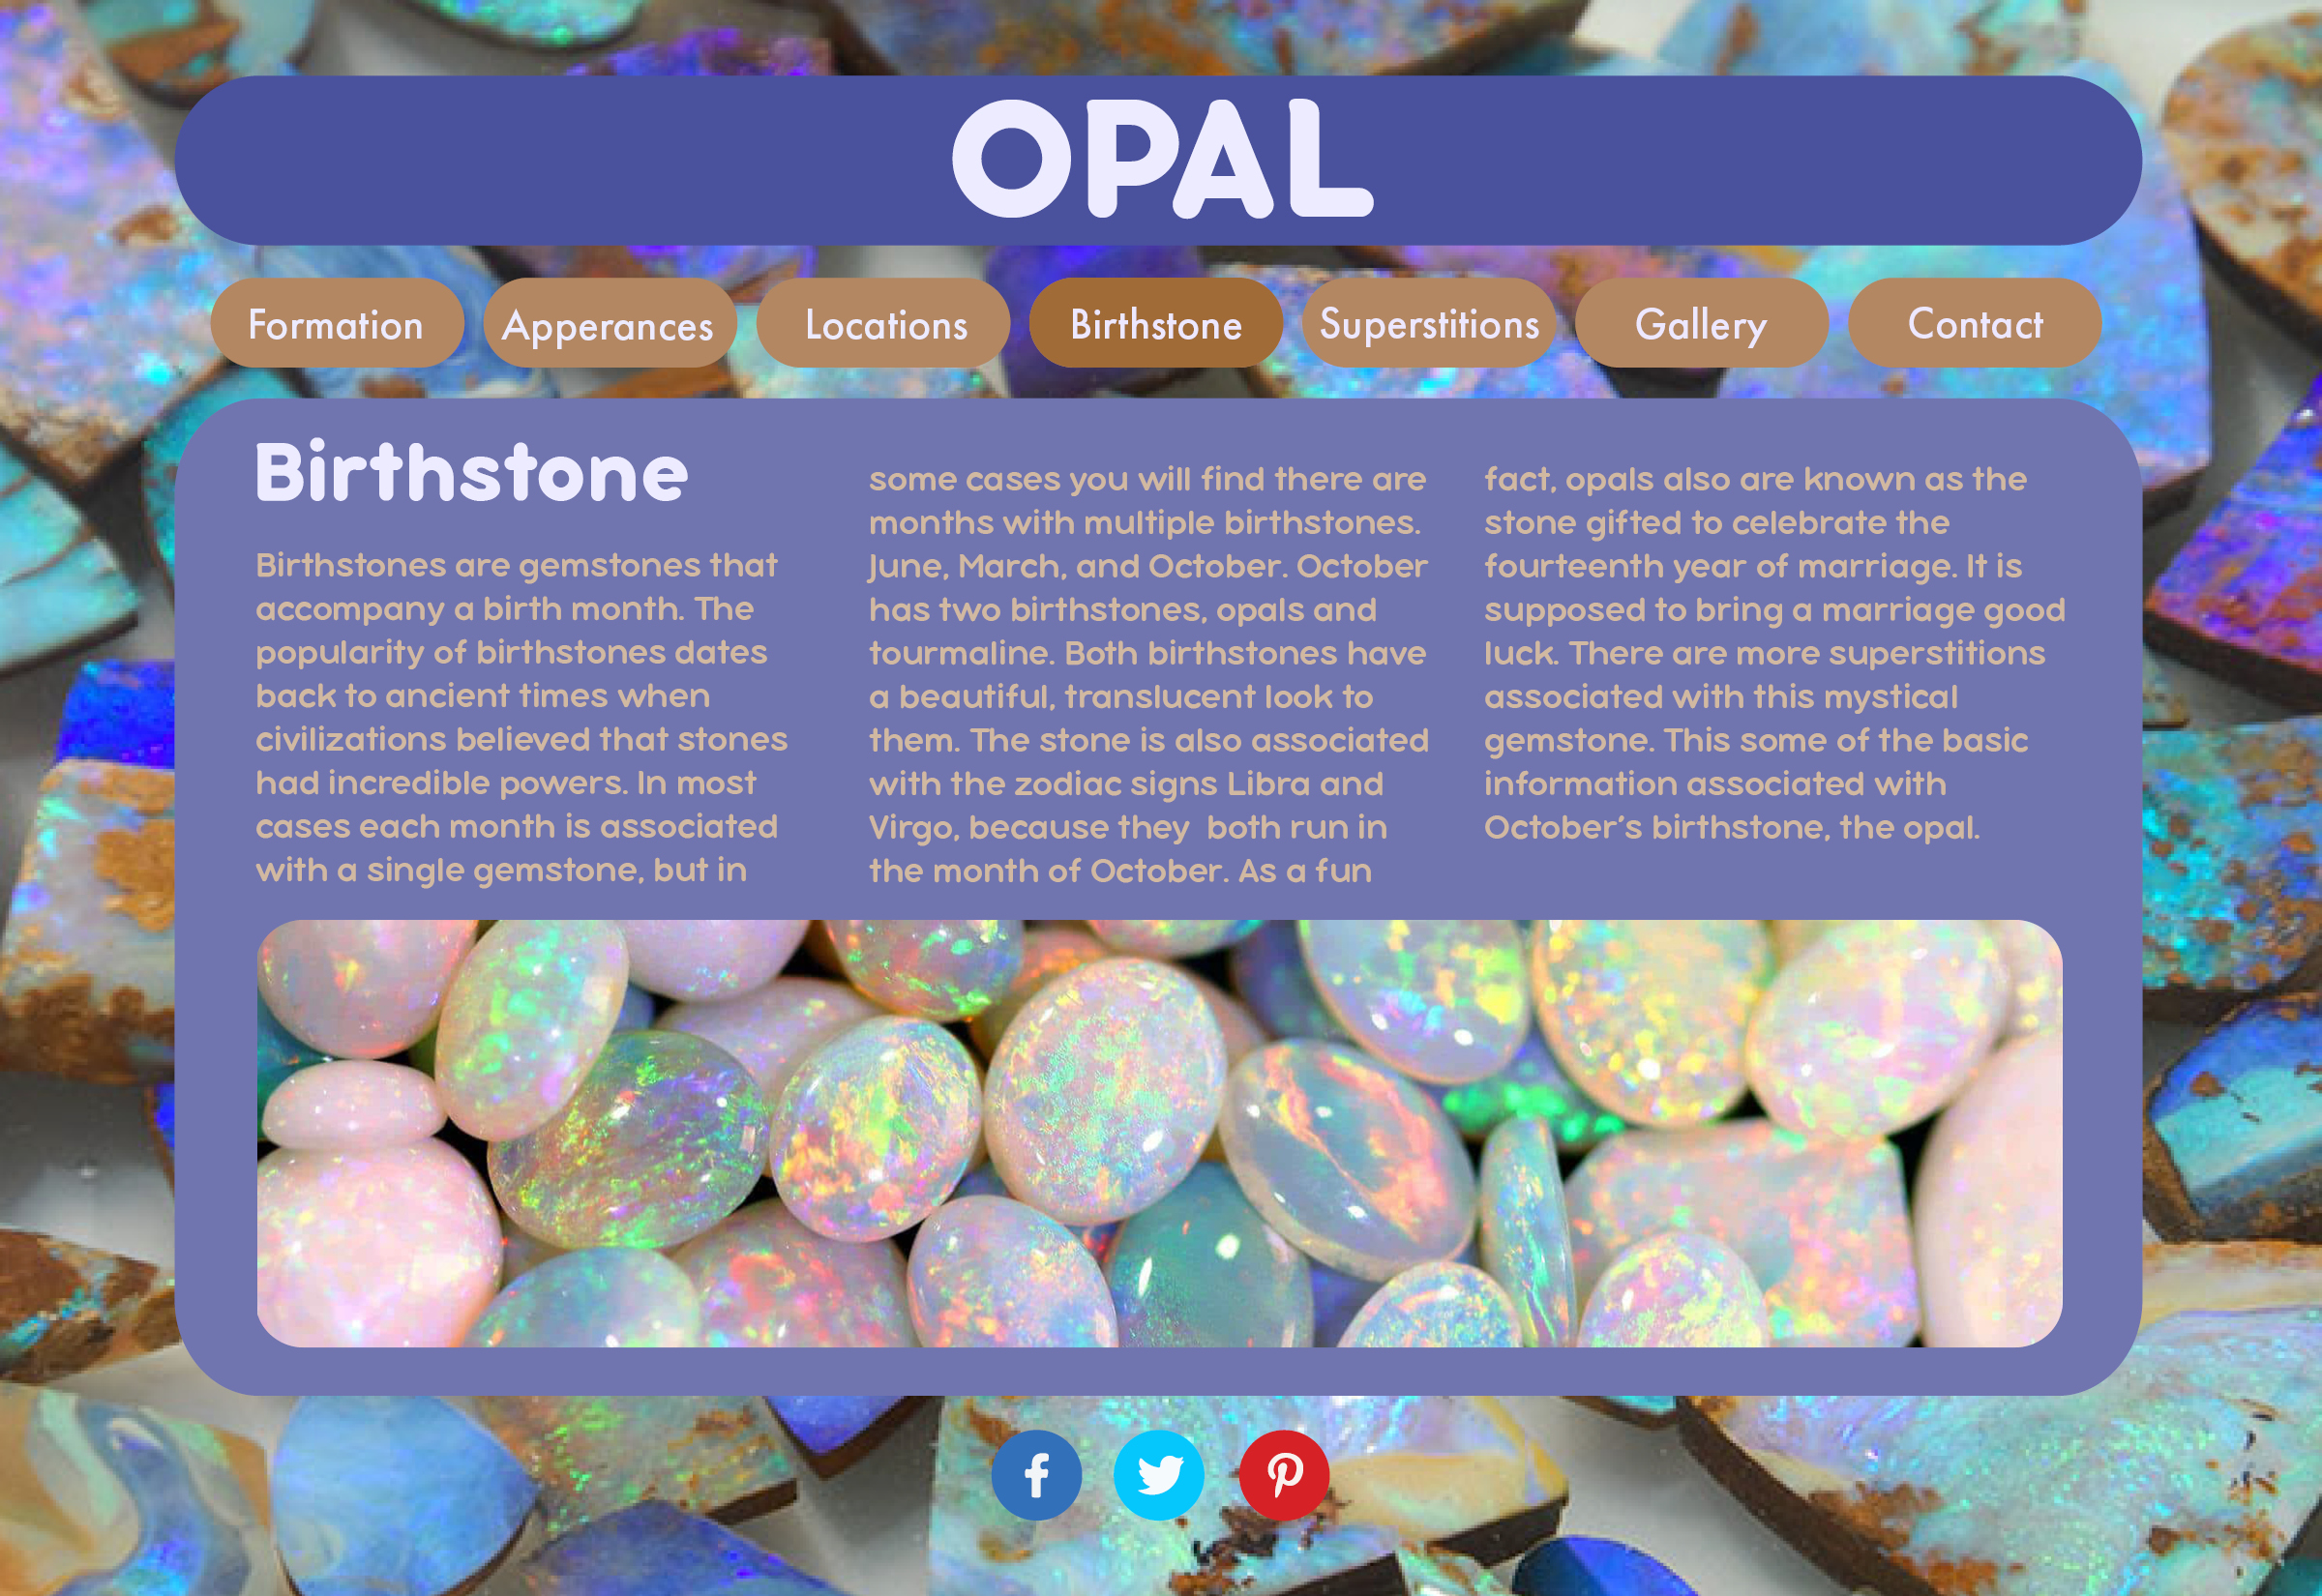 OPAL
Formation
Apperances
Locations
Birthstone
Superstitions
Gallery
Contact
Birthstone
Birthstones are gemstones that
accompany a birth month. The
popularity of birthstones dates
back to ancient times when
civilizations believed that stones
had incredible powers. In most
cases each month is associated
with a single gemstone, but in
some cases you will find there are
months with multiple birthstones.
June, March, and October. October
has two birthstones, opals and
tourmaline. Both birthstones have
a beautiful, translucent look to
them. The stone is also associated
with the zodiac signs Libra and
Virgo, because they  both run in
the month of October. As a fun
fact, opals also are known as the
stone gifted to celebrate the
fourteenth year of marriage. It is
supposed to bring a marriage good
luck. There are more superstitions
associated with this mystical
gemstone. This some of the basic
information associated with
October's birthstone, the opal.